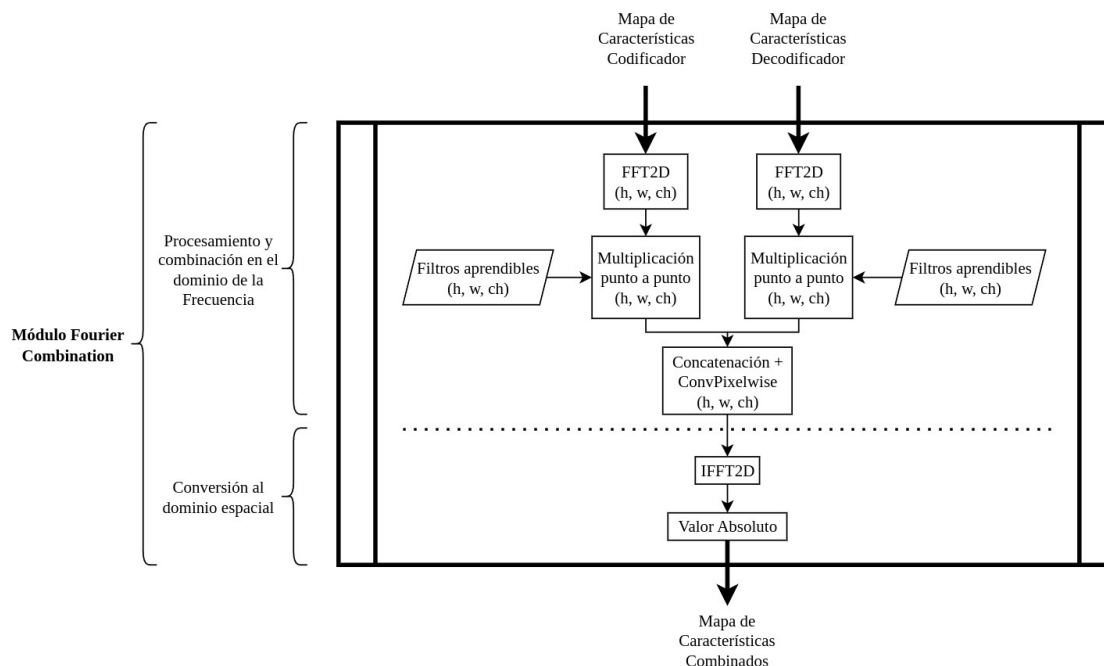 Mapa de
Características
Codificador
Mapa de
Características
Decodificador
FFT2D
(h, w, ch)
FFT2D
(h, w, ch)
Procesamiento y
combinación en el
dominio de la
Frecuencia
Filtros aprendibles
(h, w, ch)
Multiplicación
punto a punto
(h, w, ch)
Multiplicación
punto a punto
(h, w, ch)
Filtros aprendibles
(h, w, ch)
Módulo Fourier
Combination
Concatenación +
ConvPixelwise
(h, w, ch)
Conversión al
dominio espacial
IFFT2D
Valor Absoluto
Mapa de
Características
Combinados